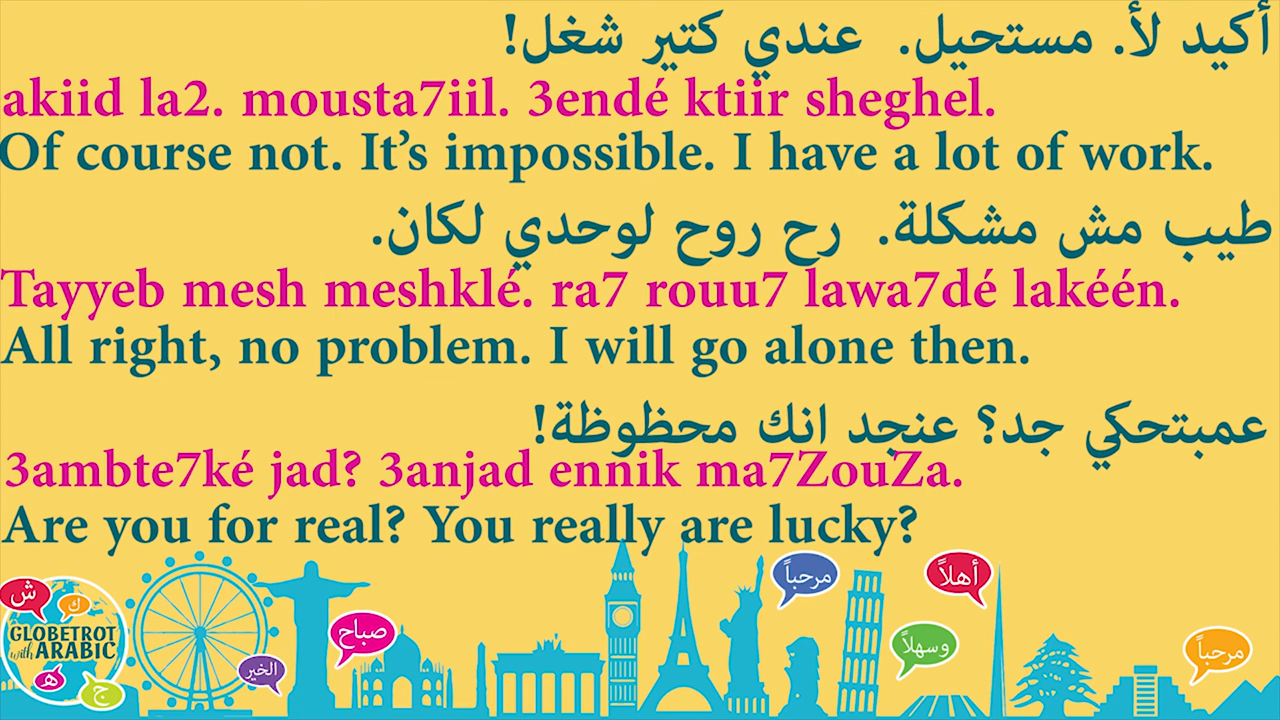 أكيد لأ. مستحيل. عندي كتير شغل!
akiid la2. mousta7iil. 3endé ktiir sheghel.
Of course not. It’s impossible. I have a lot of work.
طيب مش مشكلة. رح روح لوحدي لكان.
Tayyeb mesh meshklé. ra7 rouu7 lawa7dé lakéén.
All right, no problem. I will go alone then.
عمبتحكي جد؟ عنجد انك محظوظة!
3ambte7ké jad? 3anjad ennik ma7ZouZa.
Are you for real? You really are lucky?
ش
ك
GLOBETROT
with ARABIC
ه
ج
الخير
صباح
مرحباً
أهلاً
وسهلاً
مرحباً